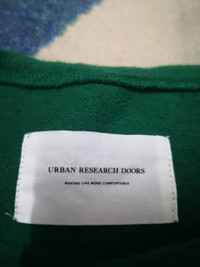 URBAN RESEARCH DOORS
MAKING LIFE MORE COMFORTABLE